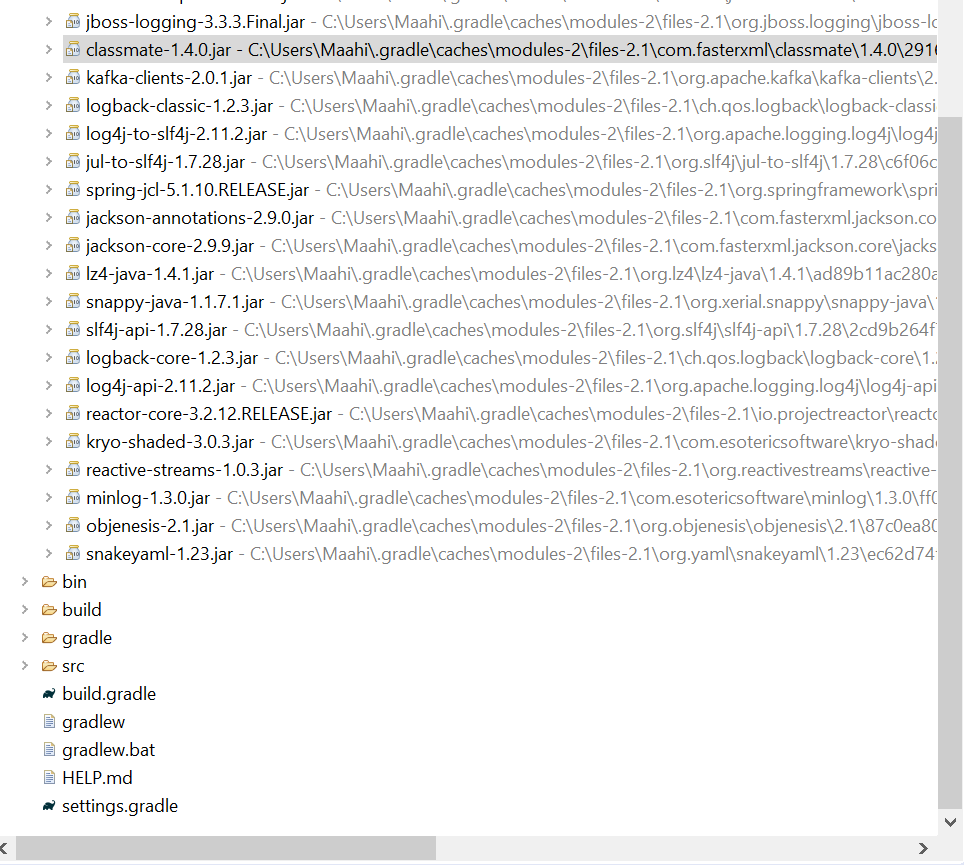 jboss-logging-3.3.3.Final.jar - C:\Users\Maahi\.gradle\caches\modules-2\files-2.1\org.jboss.logging\jboss-lo
classmate-1.4.0.jar - C:\Users\Maahi\.gradle\caches\modules-2\files-2.1\com.fasterxml\classmate\1.4.0\2916
kafka-clients-2.0.1.jar - C:\Users\Maahi\.gradle\caches\modules-2\files-2.1\org.apache.kafka\kafka-clients\2.
logback-classic-1.2.3.jar - C:\Users\Maahi\.gradle\caches\modules-2\files-2.1\ch.qos.logback\logback-classi
log4j-to-slf4j-2.11.2.jar - C:\Users\Maahi\.gradle\caches\modules-2\files-2.1\org.apache.logging.log4j\log4j
jul-to-slf4j-1.7.28.jar - C:\Users\Maahi\.gradle\caches\modules-2\files-2.1\org.slf4j\jul-to-slf4j\1.7.28\c6f06c
spring-jcl-5.1.10.RELEASE.jar - C:\Users\Maahi\.gradle\caches\modules-2\files-2.1\org.springframework\spri
jackson-annotations-2.9.0.jar - C:\Users\Maahi\.gradle\caches\modules-2\files-2.1\com.fasterxml.jackson.co
jackson-core-2.9.9.jar - C:\Users\Maahi\.gradle\caches\modules-2\files-2.1\com.fasterxml.jackson.core\jacks
lz4-java-1.4.1.jar - C:\Users\Maahi\.gradle\caches\modules-2\files-2.1\org.lz4\lz4-java\1.4.1\ad89b11ac280a
snappy-java-1.1.7.1.jar - C:\Users\Maahi\.gradle\caches\modules-2\files-2.1\org.xerial.snappy\snappy-java\
slf4j-api-1.7.28.jar - C:\Users\Maahi\.gradle\caches\modules-2\files-2.1\org.slf4j\slf4j-api\1.7.28\2cd9b264f
logback-core-1.2.3.jar - C:\Users\Maahi\.gradle\caches\modules-2\files-2.1\ch.qos.logback\logback-core\1.
log4j-api-2.11.2.jar - C:\Users\Maahi\.gradle\caches\modules-2\files-2.1\org.apache.logging.log4j\log4j-api
reactor-core-3.2.12.RELEASE.jar - C:\Users\Maahi\.gradle\caches\modules-2\files-2.1\io.projectreactor\reacto
kryo-shaded-3.0.3.jar - C:\Users\Maahi\.gradle\caches\modules-2\files-2.1\com.esotericsoftware\kryo-shade
reactive-streams-1.0.3.jar - C:\Users\Maahi\.gradle\caches\modules-2\files-2.1\org.reactivestreams\reactive-
minlog-1.3.0.jar - C:\Users\Maahi\.gradle\caches\modules-2\files-2.1\com.esotericsoftware\minlog\1.3.0\ff0
objenesis-2.1.jar - C:\Users\Maahi\.gradle\caches\modules-2\files-2.1\org.objenesis\objenesis\2.1\87c0ea80
snakeyaml-1.23.jar - C:\Users\Maahi\.gradle\caches\modules-2\files-2.1\org.yaml\snakeyaml\1.23\ec62d74
bin
build
gradle
src
build.gradle
gradlew
gradlew.bat
HELP.md
settings.gradle